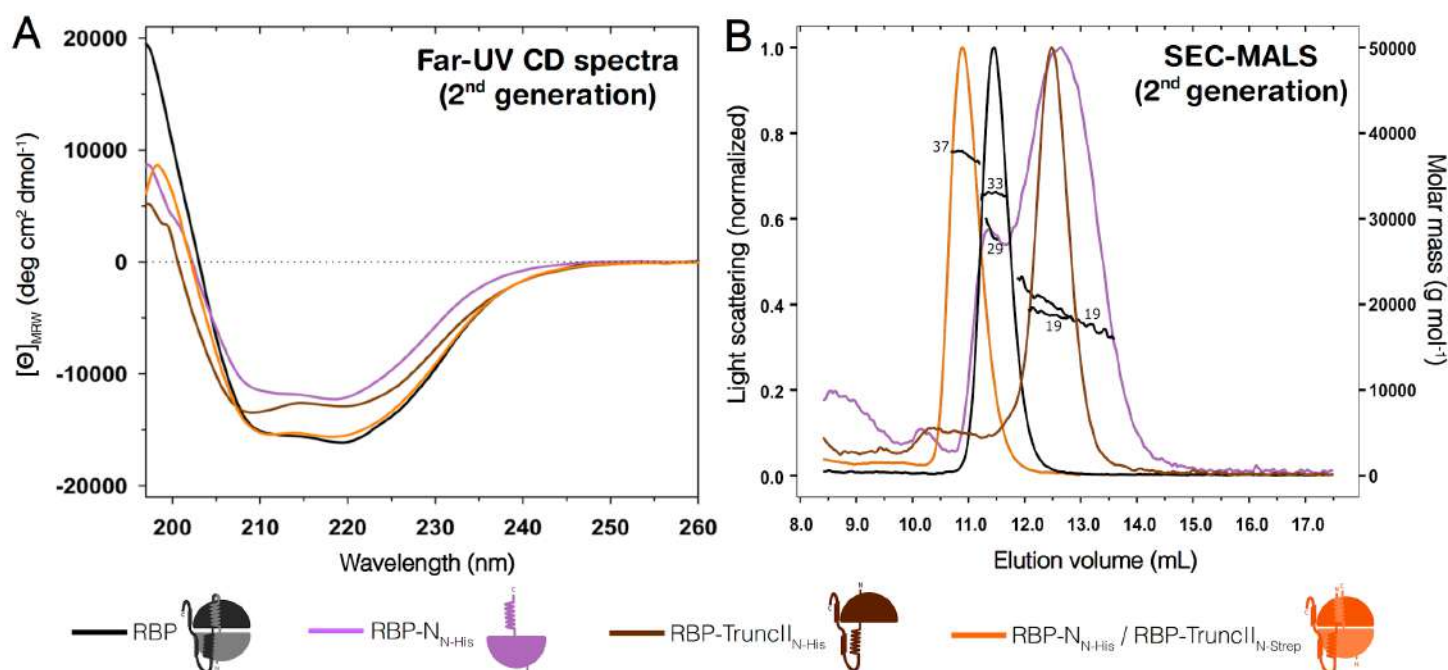 A
Far-UV CD spectra
(2nd generation)
20000
10000
0
-10000
-20000
[Θ]MRW (deg cm2 dmol-1)
200
210
220
230
240
250
260
Wavelength (nm)
B
SEC-MALS
(2nd generation)
1.0
0.8
0.6
0.4
0.2
0.0
Light scattering (normalized)
50000
40000
30000
20000
10000
0
Molar mass (g mol-1)
37
33
29
19
19
8.0
9.0
10.0
11.0
12.0
13.0
14.0
15.0
16.0
17.0
Elution volume (mL)
RBP
RBP-NN-His
RBP-TruncIIN-His
RBP-NN-His / RBP-TruncIIN-Strep